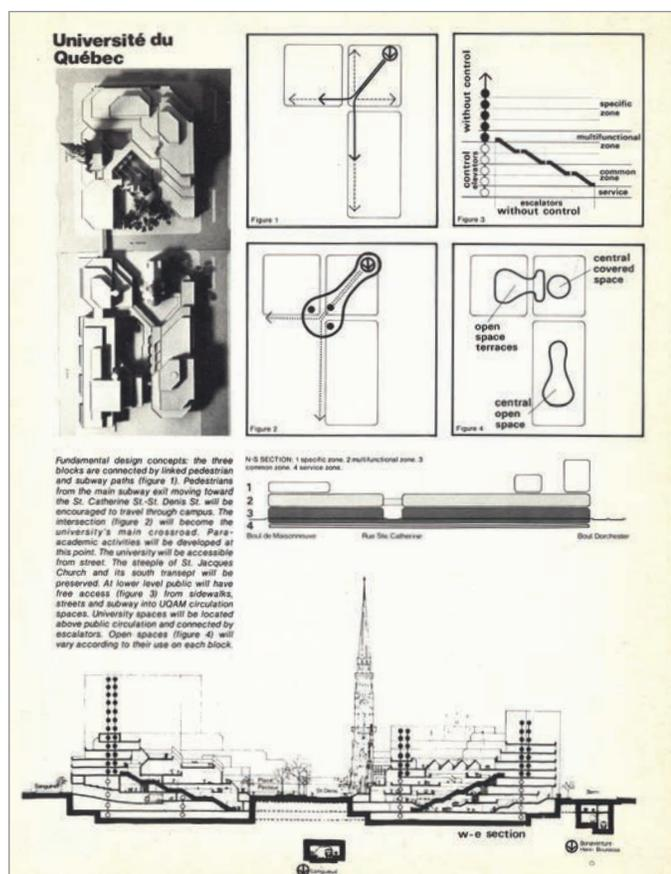 Université du
Québec
Figure 1
without control
control
elevators
specific
zone
multifunctional
zone
common
zone
service
escalators
without control
Figure 3
Figure 2
central
covered
space
open
space
terraces
central
open
space
Figure 4
Fundamental design concepts: the three
blocks are connected by linked pedestrian
and subway paths (figure 1). Pedestrians
from the main subway exit moving toward
the St. Catherine St.-St. Denis St. will be
encouraged to travel through campus. The
intersection (figure 2) will become the
university's main crossroad. Para-
academic activities will be developed at
this point. The university will be accessible
from street. The steeple of St. Jacques
Church and its south transept will be
preserved. At lower level public will have
free access (figure 3) from sidewalks,
streets and subway into UQAM circulation
spaces. University spaces will be located
above public circulation and connected by
escalators. Open spaces (figure 4) will
vary according to their use on each block.
N-S SECTION: 1 specific zone. 2 multifunctional zone. 3
common zone. 4 service zone.
1
2
3
4
Boul de Maisonneuve
Rue Ste. Catherine
Boul Dorchester
Sanguinet
St-Denis
Berri
w-e section
Bonaventure
Henri-Bourassa
Longueuil